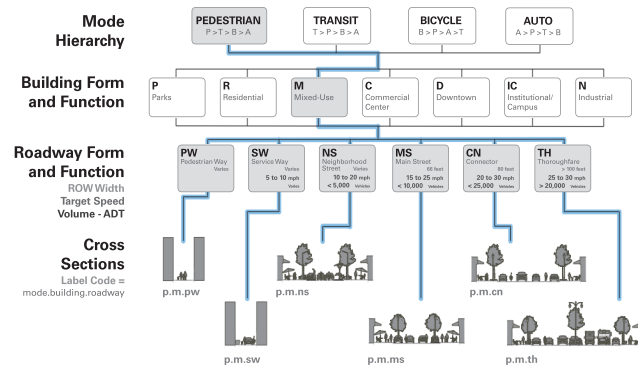 Mode
Hierarchy
PEDESTRIAN
P > T > B > A
TRANSIT
T > P > B > A
BICYCLE
B > P > A > T
AUTO
A > P > T > B
Building Form
and Function
P
Parks
R
Residential
M
Mixed-Use
C
Commercial
Center
D
Downtown
IC
Institutional/
Campus
N
Industrial
Roadway Form
and Function
ROW Width
Target Speed
Volume - ADT
PW
Pedestrian Way
Varies
SW
Service Way
Varies
5 to 10 mph
Varies
NS
Neighborhood
Street Varies
10 to 20 mph
< 5,000 Vehicles
MS
Main Street
66 feet
15 to 25 mph
< 10,000 Vehicles
CN
Connector
80 feet
20 to 30 mph
< 25,000 Vehicles
TH
Thoroughfare
> 100 feet
25 to 30 mph
> 20,000 Vehicles
Cross
Sections
Label Code =
mode.building.roadway
p.m.pw
p.m.ns
p.m.cn
p.m.sw
p.m.ms
p.m.th